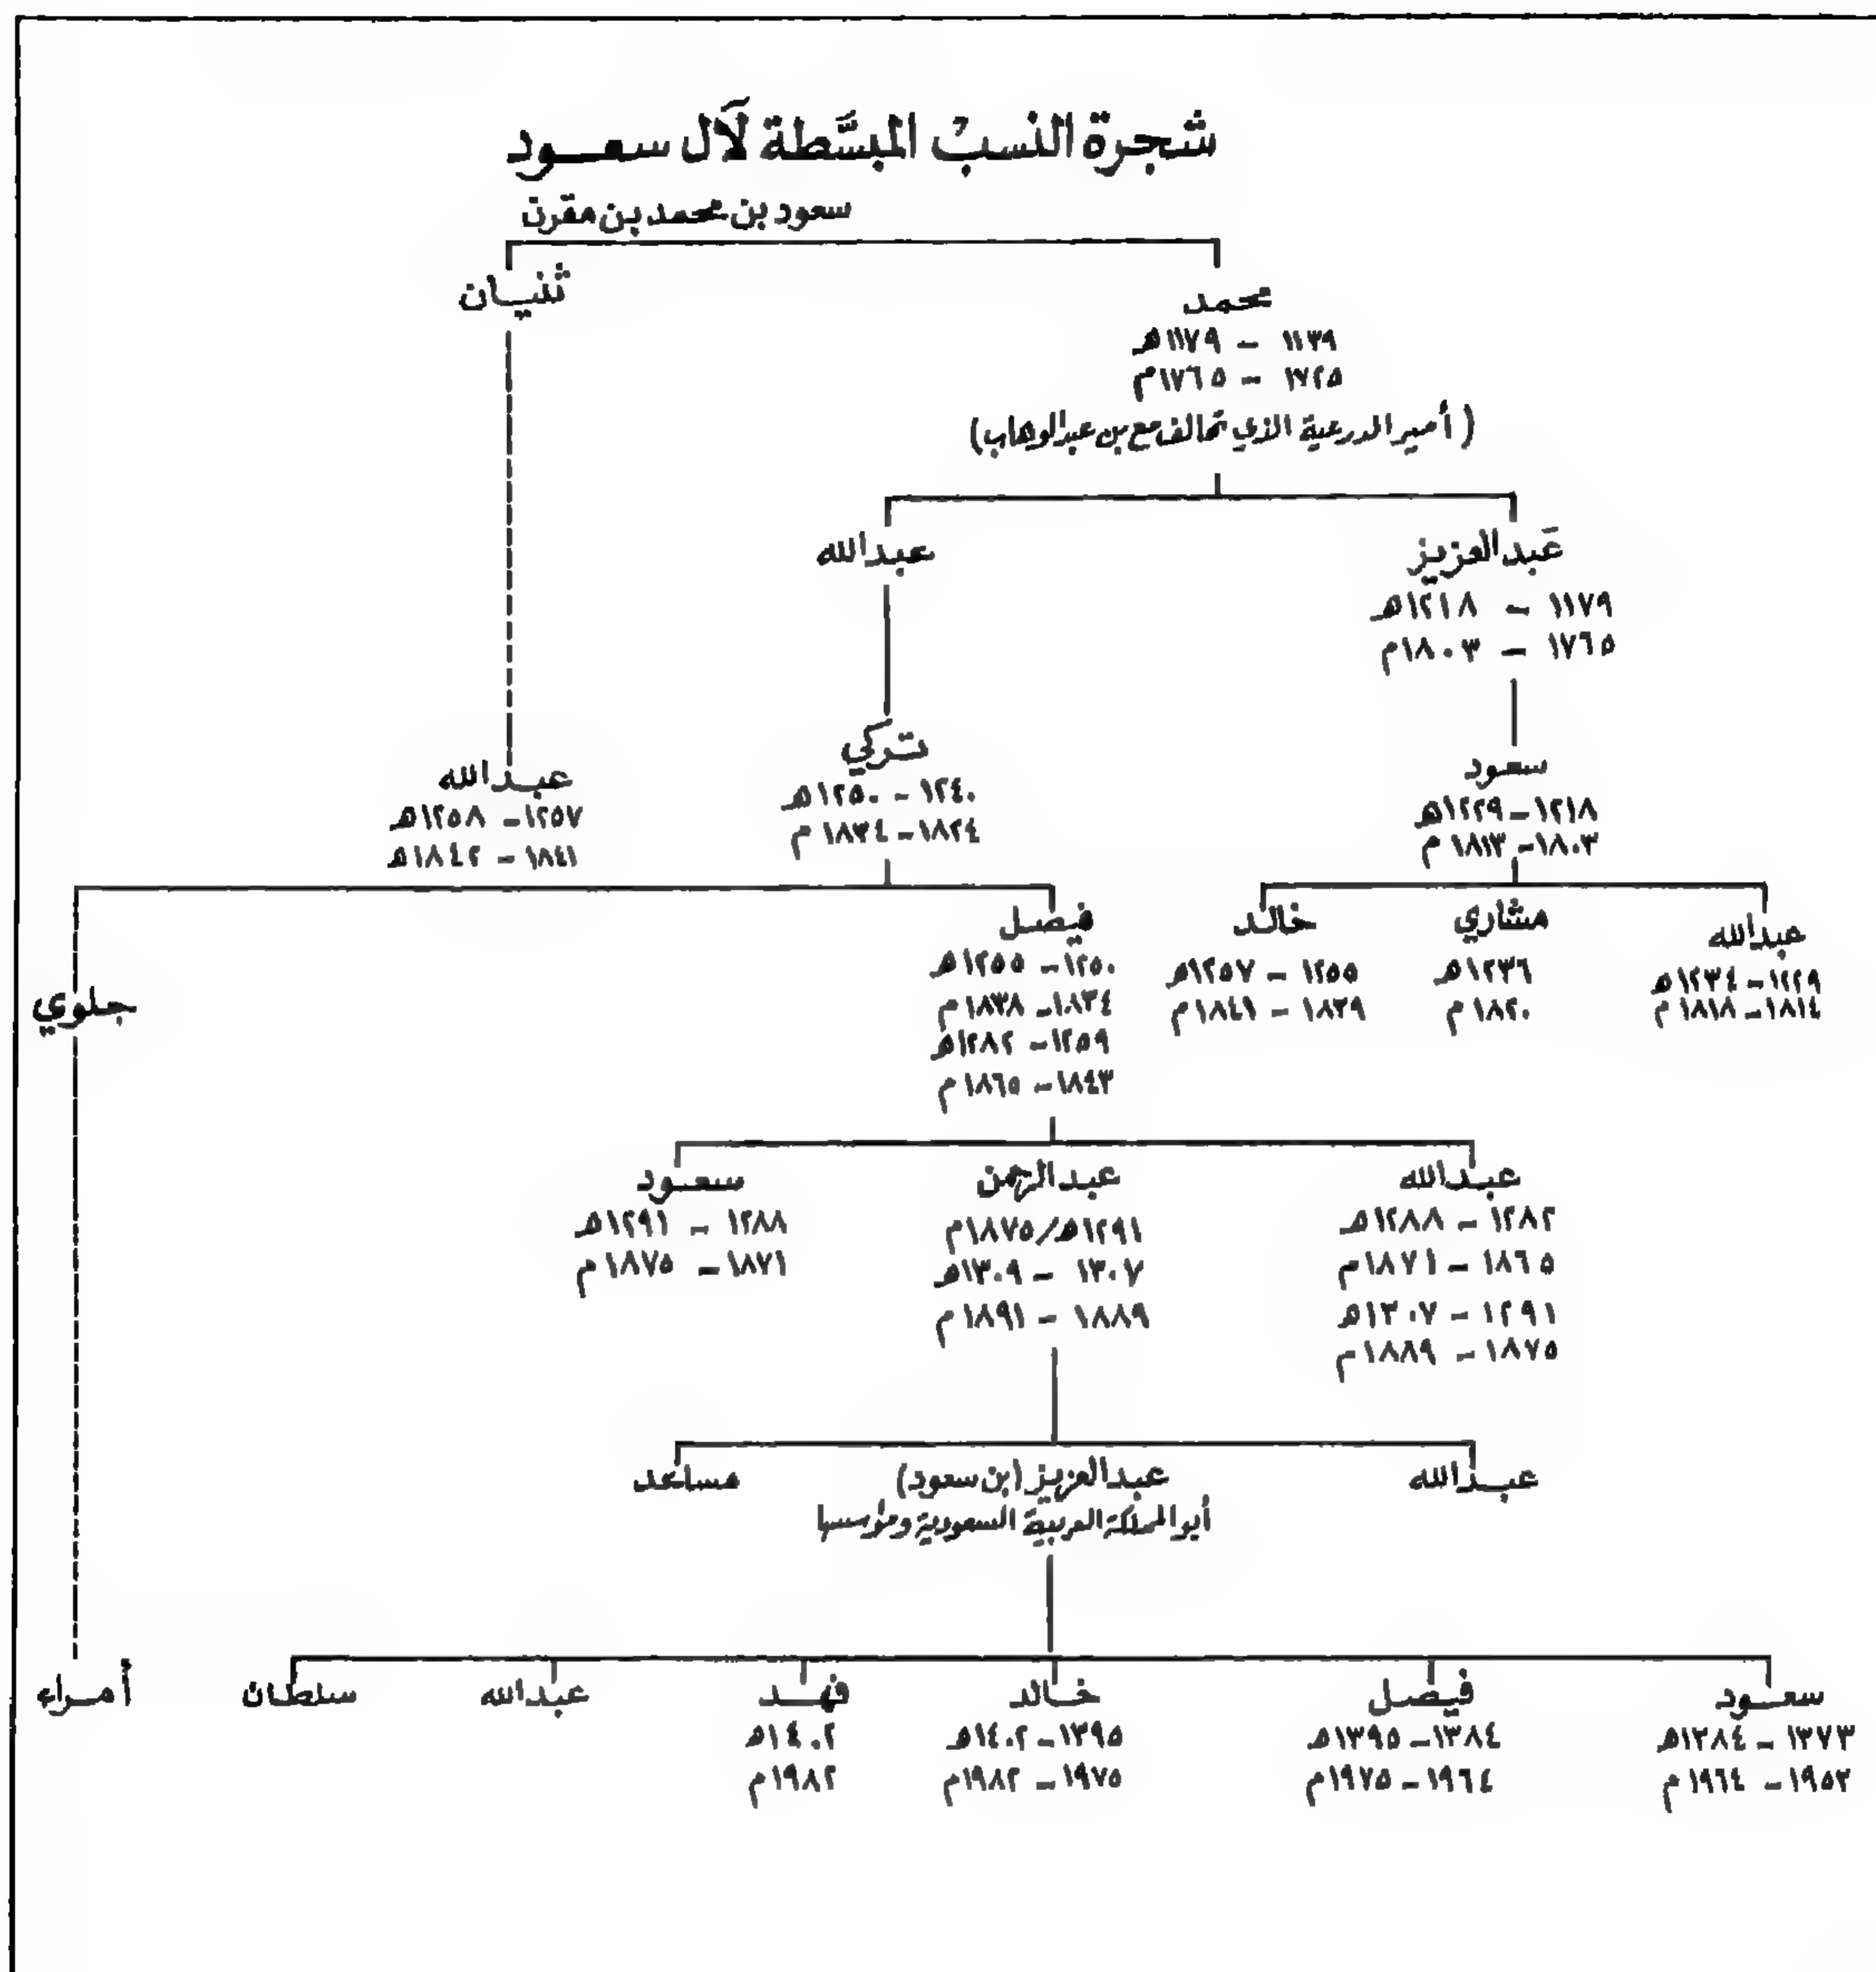 شجرة النسب المبسَّطة لآل سعود
سعود بن محمد بن مقرن
محمد
١١٣٩ – ١١٧٩هـ
١٧٢٥ – ١٧٦٥م
(أمير الدرعية الذي تحالف مع بن عبدالوهاب)
ثنيان
عبدالعزيز
١١٧٩ – ١٢١٨هـ
١٧٦٥ – ١٨٠٣م
عبدالله
سعود
١٢١٨–١٢٢٩هـ
١٨٠٣–١٨١٣م
تركي
١٢٤٠ – ١٢٥٠هـ
١٨٢٤–١٨٣٤م
عبدالله
١٢٥٧ – ١٢٥٨هـ
١٨٤١ – ١٨٤٢هـ
عبدالله
١٢٢٩–١٢٣٤هـ
١٨١٤–١٨١٨م
مشاري
١٢٣٦هـ
١٨٢٠م
خالد
١٢٥٥ – ١٢٥٧هـ
١٨٣٩ – ١٨٤١م
فيصل
١٢٥٠ – ١٢٥٥هـ
١٨٣٤–١٨٣٨م
١٢٥٩ – ١٢٨٢هـ
١٨٤٣–١٨٦٥م
جلوي
عبدالله
١٢٨٢ – ١٢٨٨هـ
١٨٦٥ – ١٨٧١م
١٢٩١ – ١٣٠٧هـ
١٨٧٥ – ١٨٨٩م
عبدالرحمن
١٢٩١هـ/١٨٧٥م
١٣٠٧ – ١٣٠٩هـ
١٨٨٩ – ١٨٩١م
سعود
١٢٨٨ – ١٢٩١هـ
١٨٧١ – ١٨٧٥م
عبدالله
عبدالعزيز (ابن سعود)
أبو المملكة العربية السعودية ومؤسسها
مساعد
سعود
١٣٧٣ – ١٣٨٤هـ
١٩٥٣ – ١٩٦٤م
فيصل
١٣٨٤–١٣٩٥هـ
١٩٦٤–١٩٧٥م
خالد
١٣٩٥–١٤٠٢هـ
١٩٧٥ – ١٩٨٢م
فهد
١٤٠٢هـ
١٩٨٢م
عبدالله
سلطان
أمراء